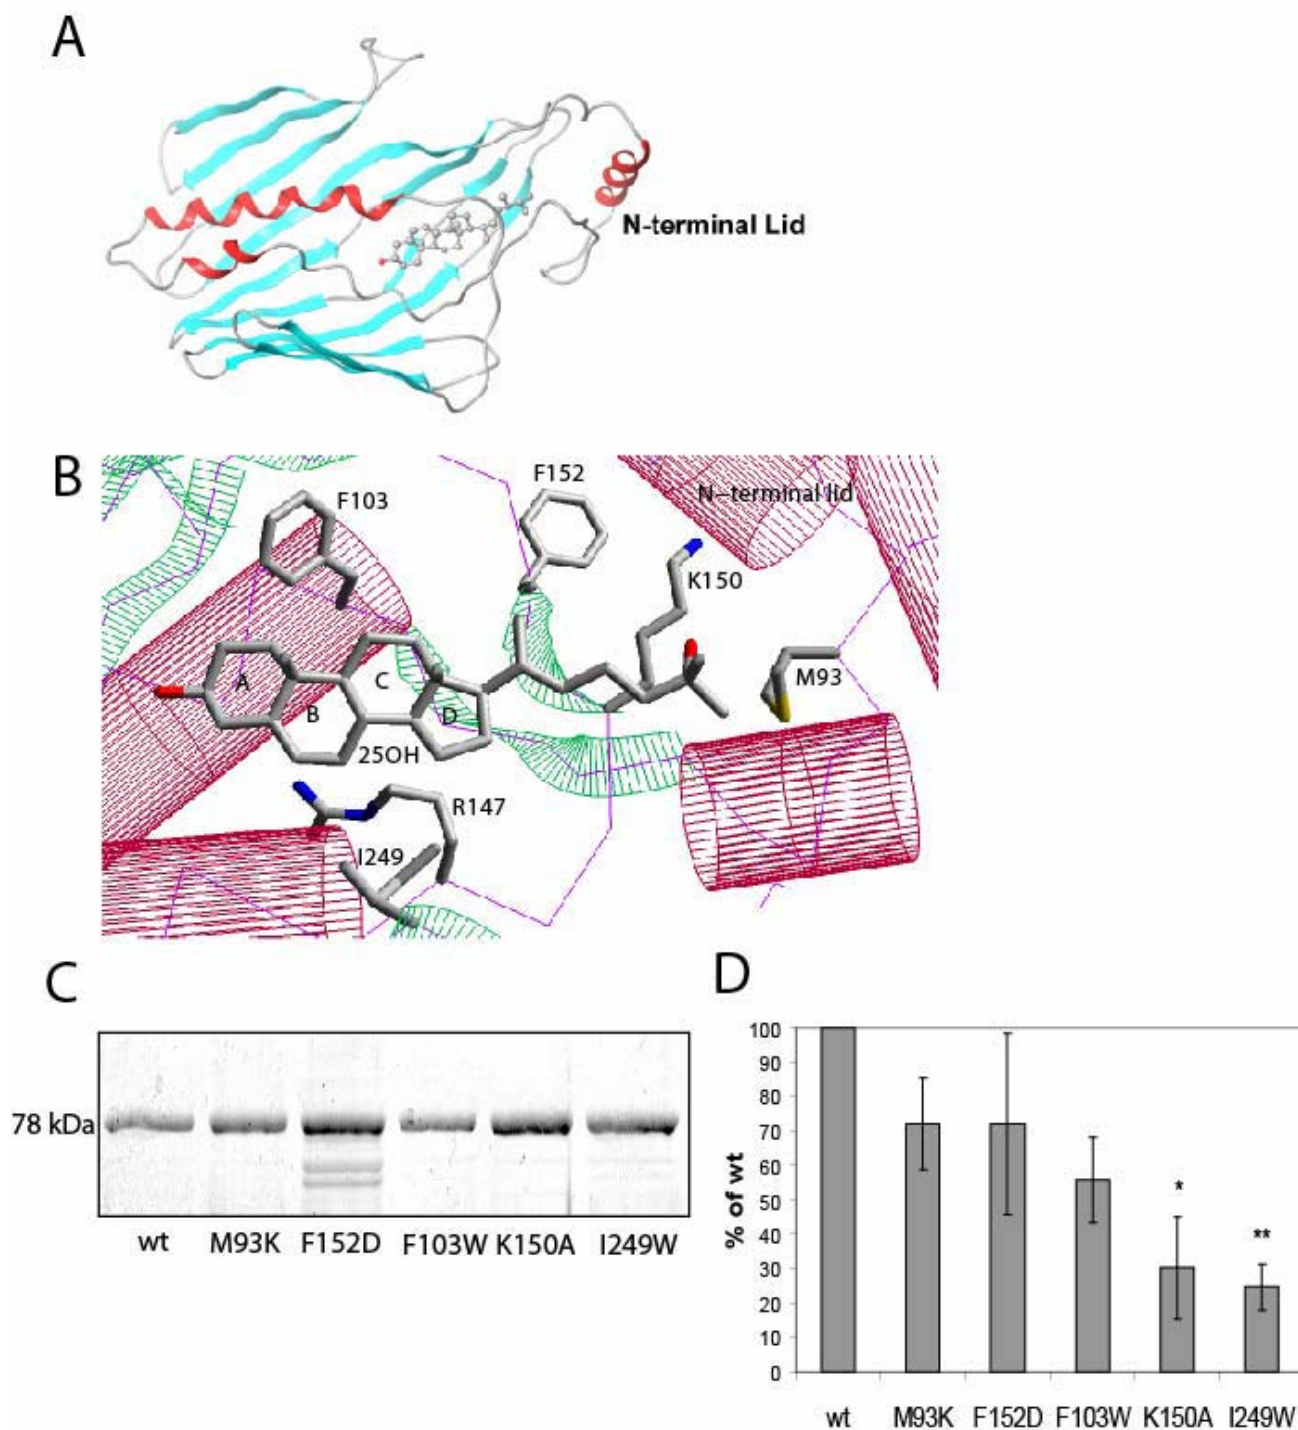 A
N-terminal Lid
B
F103
F152
N-terminal lid
K150
M93
A
C
B
D
25OH
R147
I249
C
78 kDa
wt M93K F152D F103W K150A I249W
D
% of wt
100
90
80
70
60
50
40
30
20
10
0
*
**
wt M93K F152D F103W K150A I249W